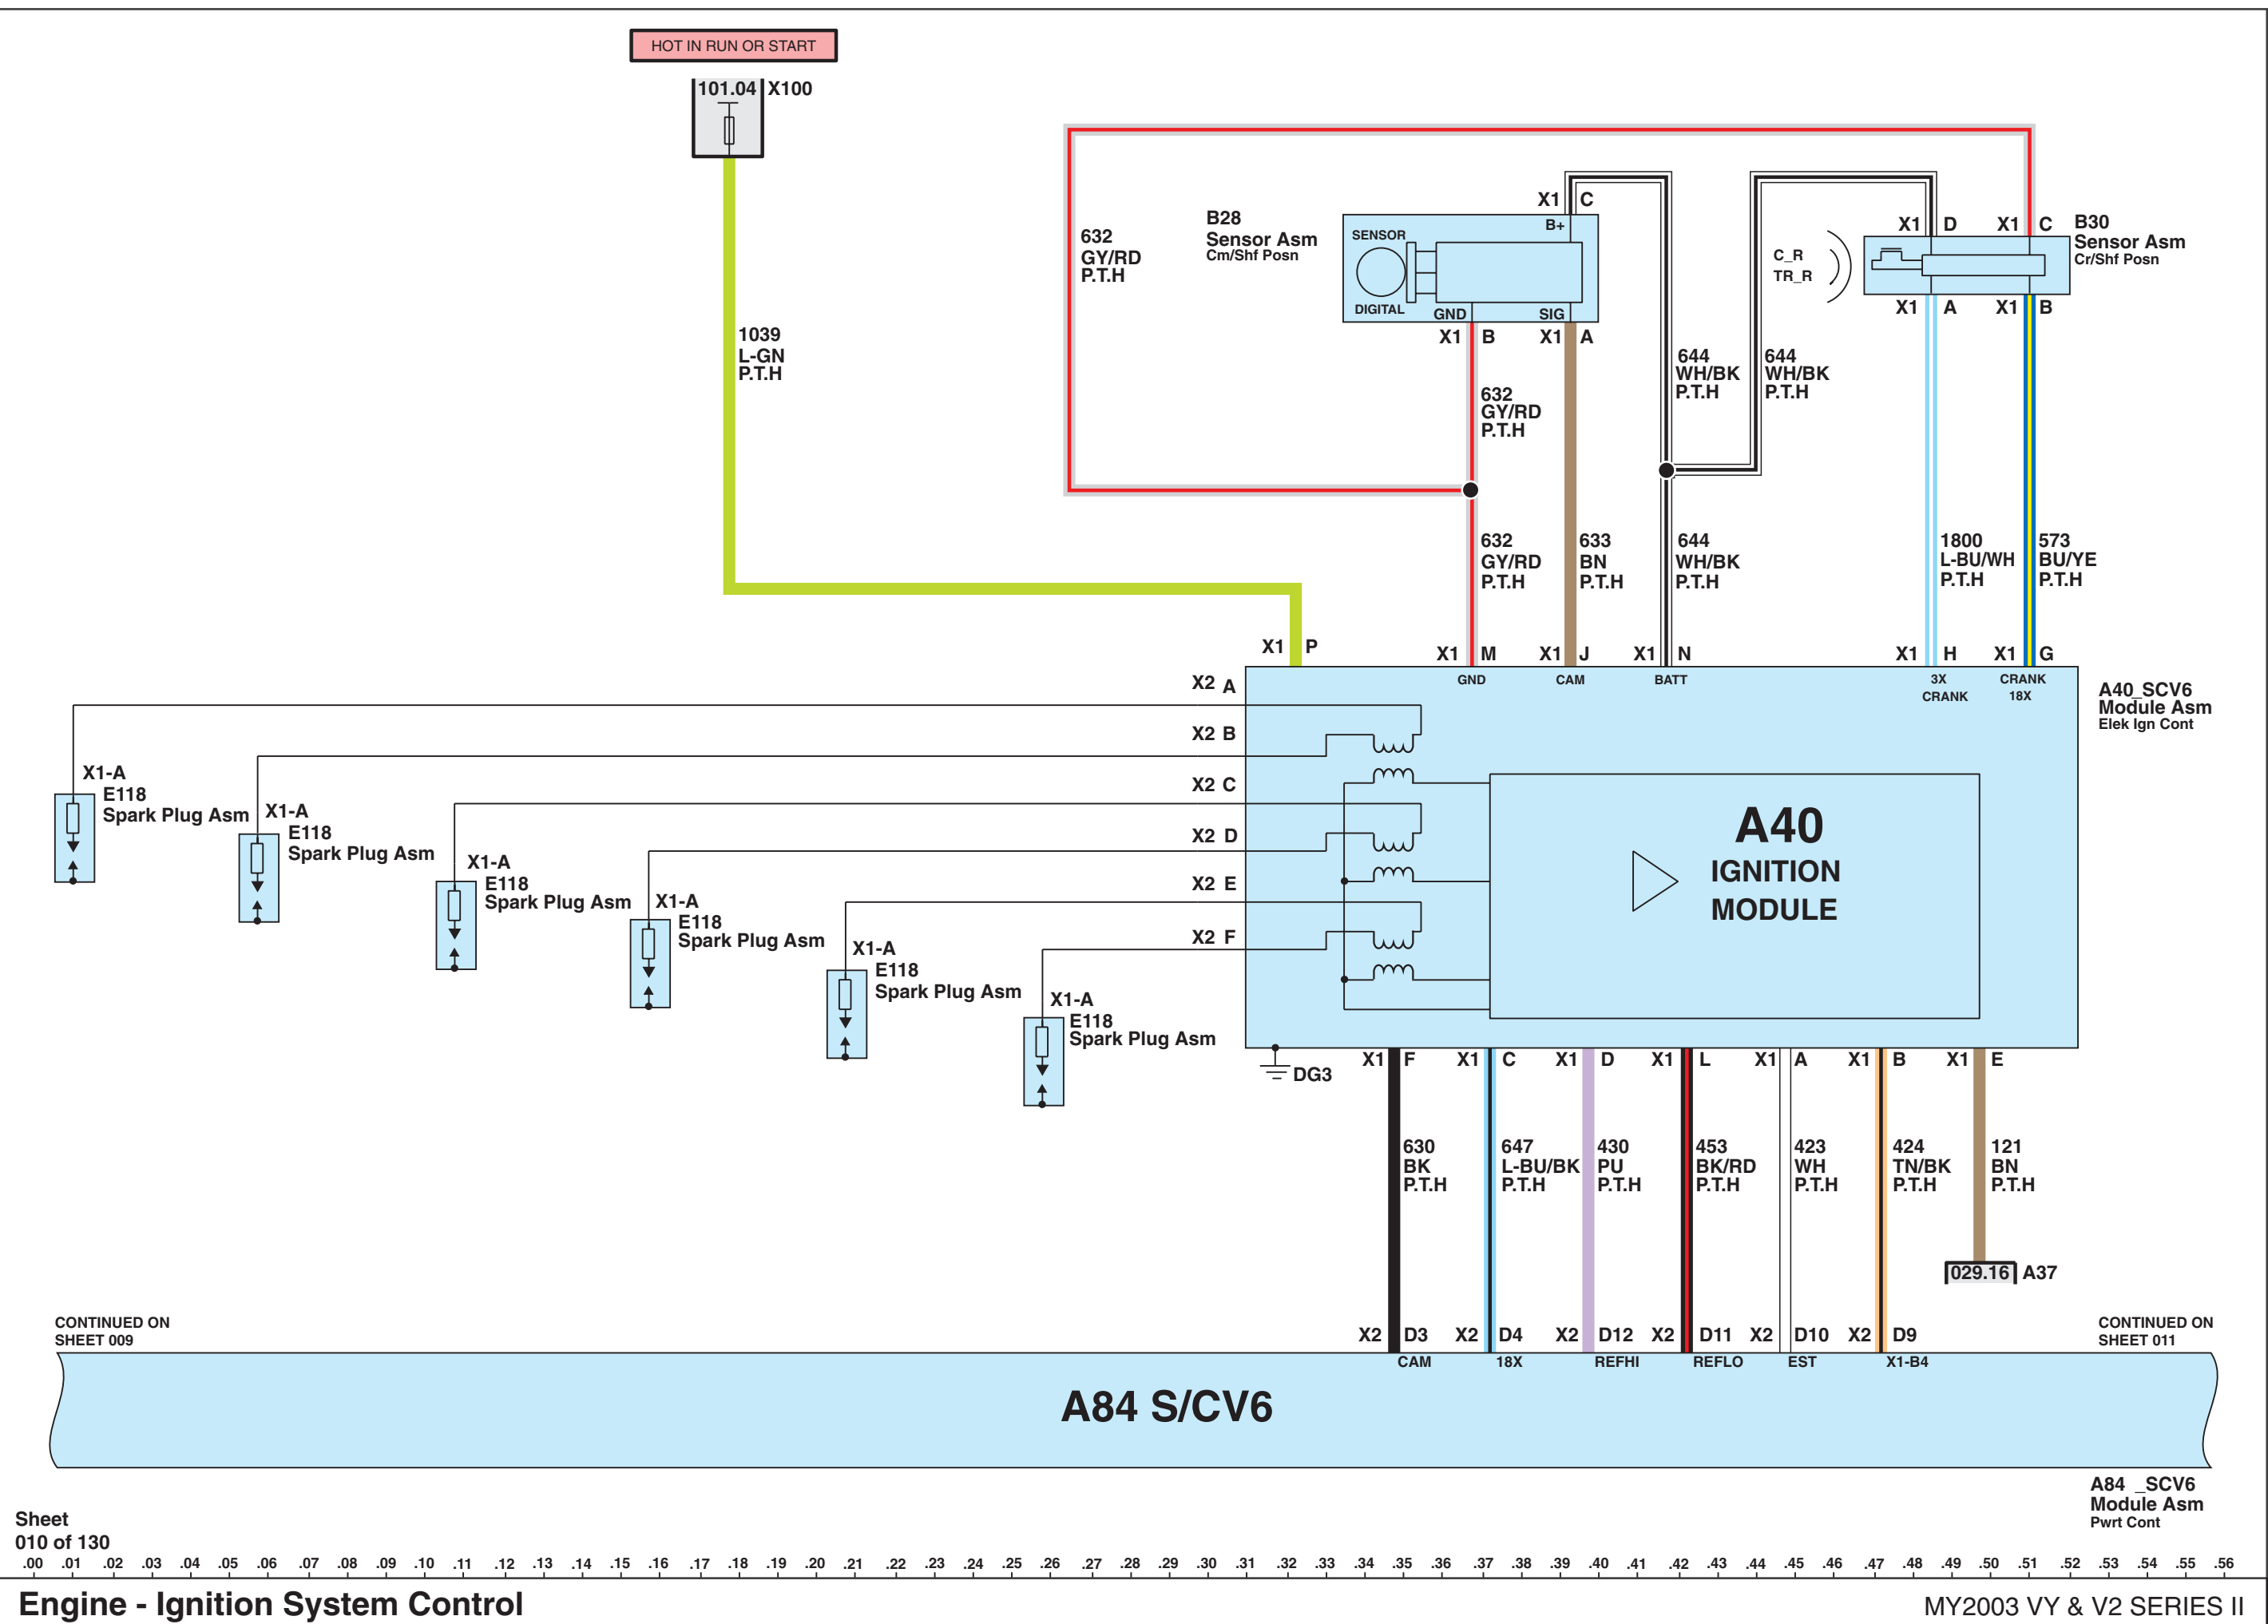 HOT IN RUN OR START
101.04 X100
1039
L-GN
P.T.H
632
GY/RD
P.T.H
B28
Sensor Asm
Cm/Shf Posn
X1 C
B+
SENSOR
DIGITAL
GND
SIG
X1 B
X1 A
632
GY/RD
P.T.H
644
WH/BK
P.T.H
644
WH/BK
P.T.H
C_R
TR_R
X1 D
X1 C
B30
Sensor Asm
Cr/Shf Posn
X1 A
X1 B
632
GY/RD
P.T.H
633
BN
P.T.H
644
WH/BK
P.T.H
1800
L-BU/WH
P.T.H
573
BU/YE
P.T.H
X1 P
X1 M
X1 J
X1 N
X1 H
X1 G
GND
CAM
BATT
3X
CRANK
CRANK
18X
A40_SCV6
Module Asm
Elek Ign Cont
X2 A
X2 B
X2 C
X2 D
X2 E
X2 F
A40
IGNITION
MODULE
X1-A
E118
Spark Plug Asm
X1-A
E118
Spark Plug Asm
X1-A
E118
Spark Plug Asm
X1-A
E118
Spark Plug Asm
X1-A
E118
Spark Plug Asm
X1-A
E118
Spark Plug Asm
DG3
X1 F
X1 C
X1 D
X1 L
X1 A
X1 B
X1 E
630
BK
P.T.H
647
L-BU/BK
P.T.H
430
PU
P.T.H
453
BK/RD
P.T.H
423
WH
P.T.H
424
TN/BK
P.T.H
121
BN
P.T.H
029.16 A37
CONTINUED ON
SHEET 009
X2 D3
X2 D4
X2 D12
X2 D11
X2 D10
X2 D9
CONTINUED ON
SHEET 011
CAM
18X
REFHI
REFLO
EST
X1-B4
A84 S/CV6
A84 _SCV6
Module Asm
Pwrt Cont
Sheet
010 of 130
.00 .01 .02 .03 .04 .05 .06 .07 .08 .09 .10 .11 .12 .13 .14 .15 .16 .17 .18 .19 .20 .21 .22 .23 .24 .25 .26 .27 .28 .29 .30 .31 .32 .33 .34 .35 .36 .37 .38 .39 .40 .41 .42 .43 .44 .45 .46 .47 .48 .49 .50 .51 .52 .53 .54 .55 .56
Engine - Ignition System Control
MY2003 VY & V2 SERIES II